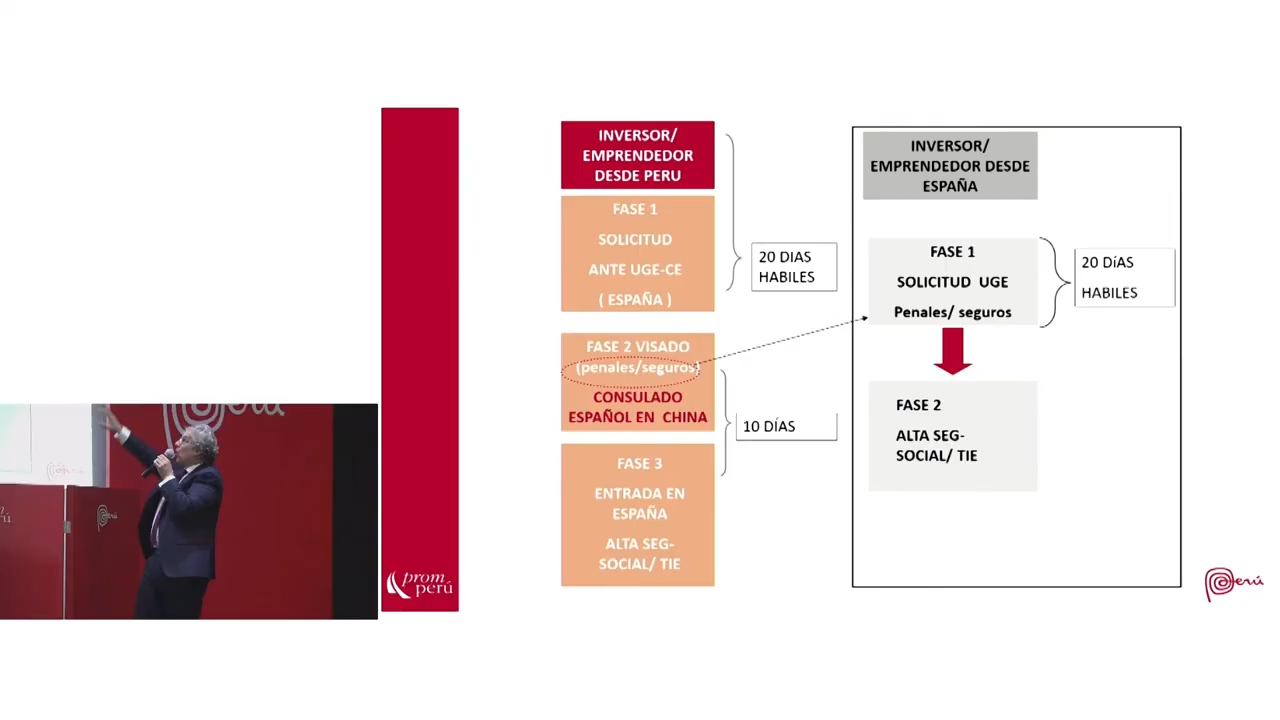 INVERSOR/
EMPRENDEDOR
DESDE PERU
FASE 1
SOLICITUD
ANTE UGE-CE
( ESPAÑA )
20 DIAS
HABILES
FASE 2 VISADO
(penales/seguros)
CONSULADO
ESPAÑOL EN CHINA
10 DÍAS
FASE 3
ENTRADA EN
ESPAÑA
ALTA SEG-
SOCIAL/ TIE
INVERSOR/
EMPRENDEDOR DESDE
ESPAÑA
FASE 1
SOLICITUD UGE
Penales/ seguros
20 DíAS
HABILES
FASE 2
ALTA SEG-
SOCIAL/ TIE
prom
perú
Perú